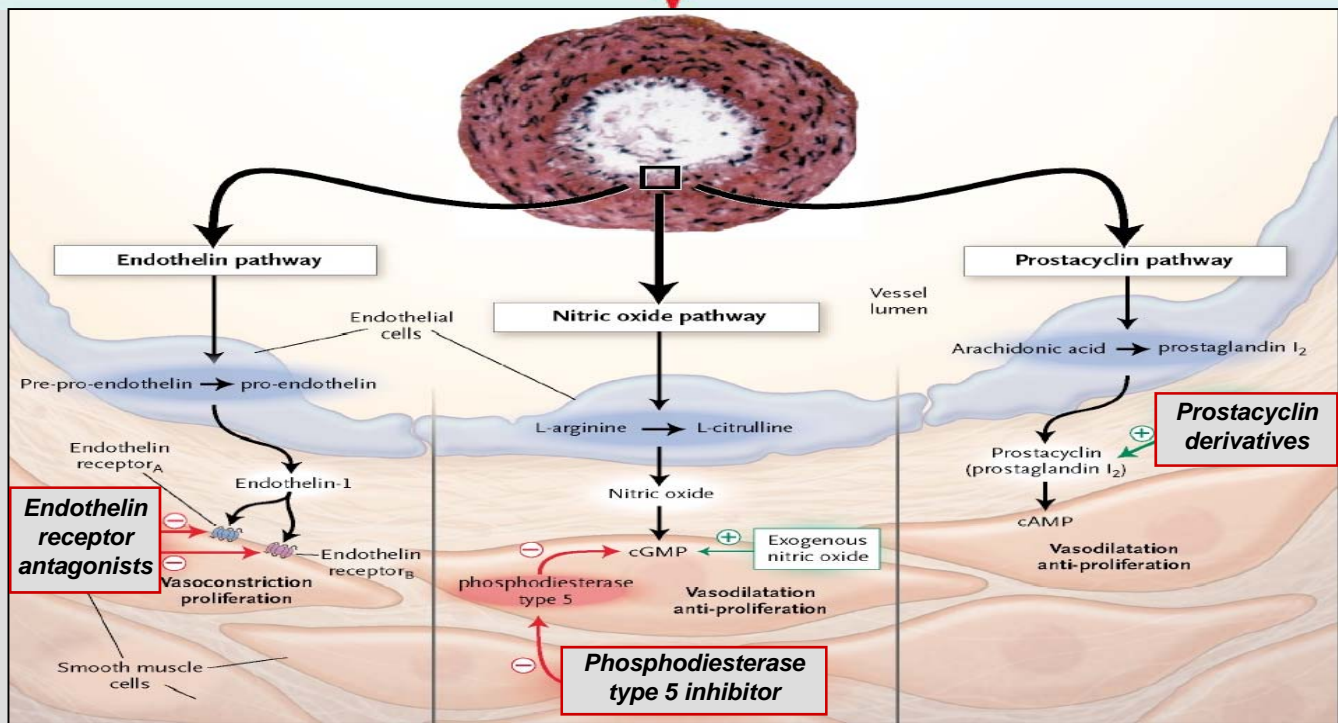 Endothelin pathway
Pre-pro-endothelin → pro-endothelin
Endothelial
cells
Endothelin
receptorA
Endothelin-1
Endothelin
receptor
antagonists
Endothelin
receptorB
Vasoconstriction
proliferation
Smooth muscle
cells
Nitric oxide pathway
L-arginine → L-citrulline
Nitric oxide
cGMP
Exogenous
nitric oxide
phosphodiesterase
type 5
Vasodilatation
anti-proliferation
Phosphodiesterase
type 5 inhibitor
Vessel
lumen
Prostacyclin pathway
Arachidonic acid → prostaglandin I₂
Prostacyclin
derivatives
Prostacyclin
(prostaglandin I₂)
cAMP
Vasodilatation
anti-proliferation